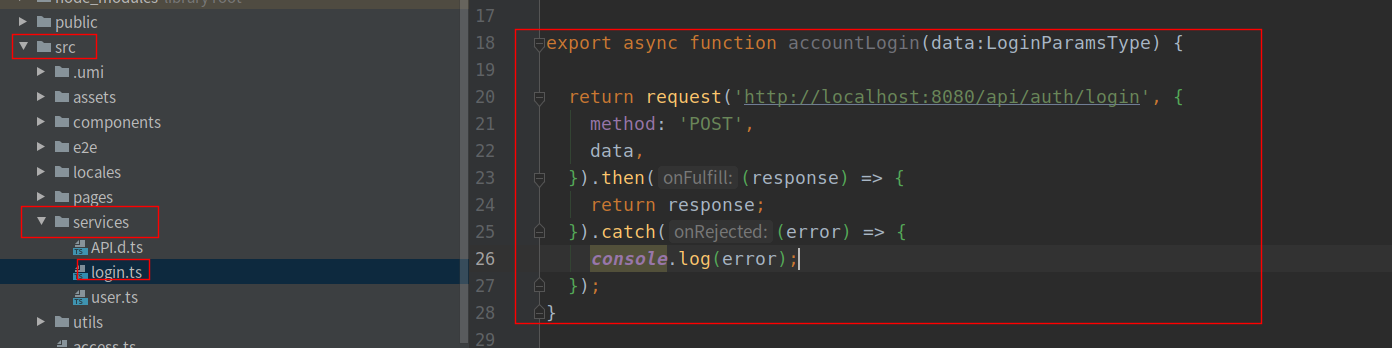 node_modules library root
public
src
.umi
assets
components
e2e
locales
pages
services
API.d.ts
login.ts
user.ts
utils
access.ts
17
18 export async function accountLogin(data:LoginParamsType) {
19
20 return request('http://localhost:8080/api/auth/login', {
21 method: 'POST',
22 data,
23 }).then( onFulfill: (response) => {
24 return response;
25 }).catch( onRejected: (error) => {
26 console.log(error);
27 });
28 }
29